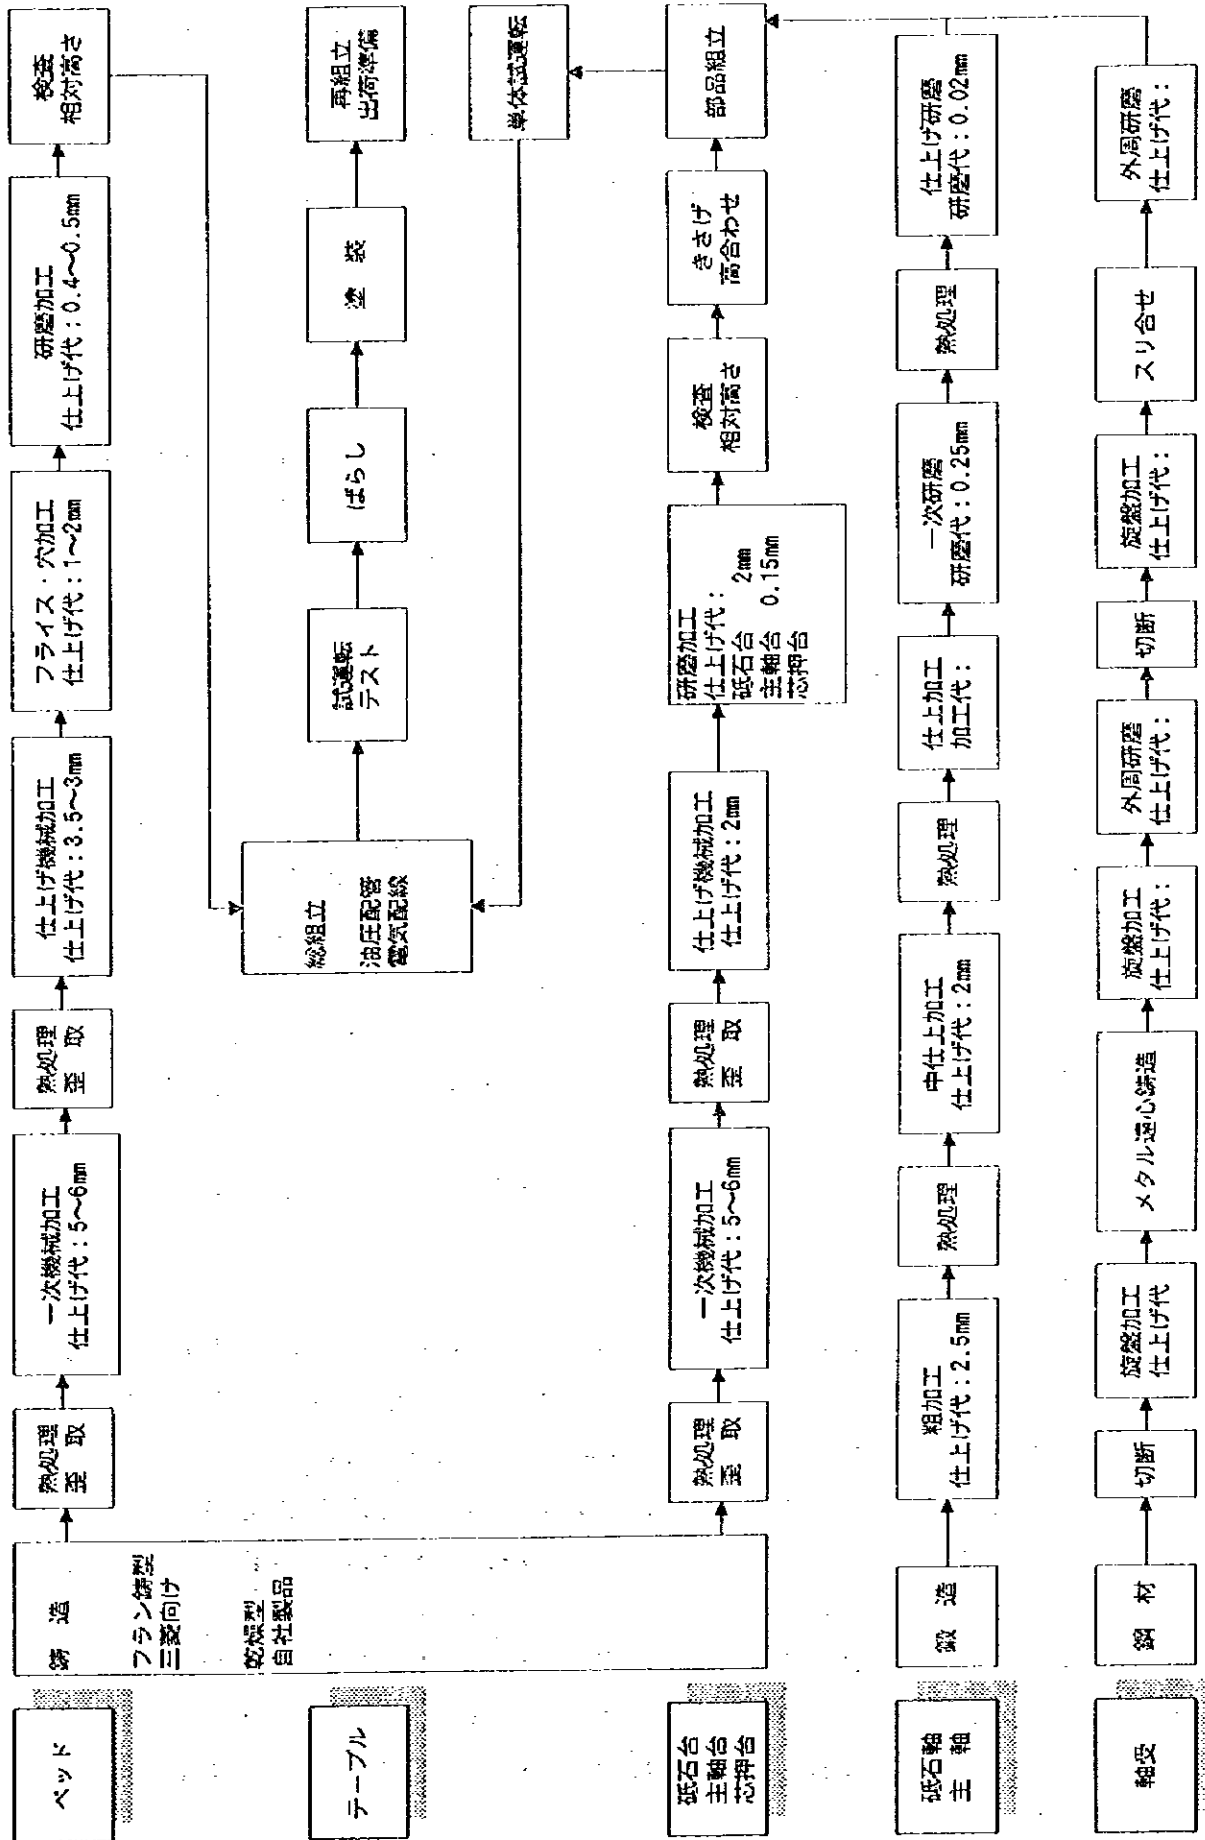 ベッド
鋳 造
フラン鋳型
三菱向け
乾燥型
自社製品
熱処理
歪 取
一次機械加工
仕上げ代：5～6mm
熱処理
歪 取
仕上げ機械加工
仕上げ代：3.5～3mm
フライス・穴加工
仕上げ代：1～2mm
研磨加工
仕上げ代：0.4～0.5mm
検査
相対高さ
テーブル
総組立
油圧配管
電気配線
試運転
テスト
ばらし
塗 装
再組立
出荷準備
単体試運転
砥石台
主軸台
芯押台
熱処理
歪 取
一次機械加工
仕上げ代：5～6mm
熱処理
歪 取
仕上げ機械加工
仕上げ代：2mm
研磨加工
仕上げ代：
砥石台 2mm
主軸台 0.15mm
芯押台
検査
相対高さ
きさげ
高合わせ
部品組立
砥石軸
主 軸
鍛 造
粗加工
仕上げ代：2.5mm
熱処理
中仕上加工
仕上げ代：2mm
熱処理
仕上加工
加工代：
一次研磨
研磨代：0.25mm
熱処理
仕上げ研磨
研磨代：0.02mm
軸受
鋼 材
切断
旋盤加工
仕上げ代
メタル遠心鋳造
旋盤加工
仕上げ代：
外周研磨
仕上げ代：
切断
旋盤加工
仕上げ代：
スリ合せ
外周研磨
仕上げ代：